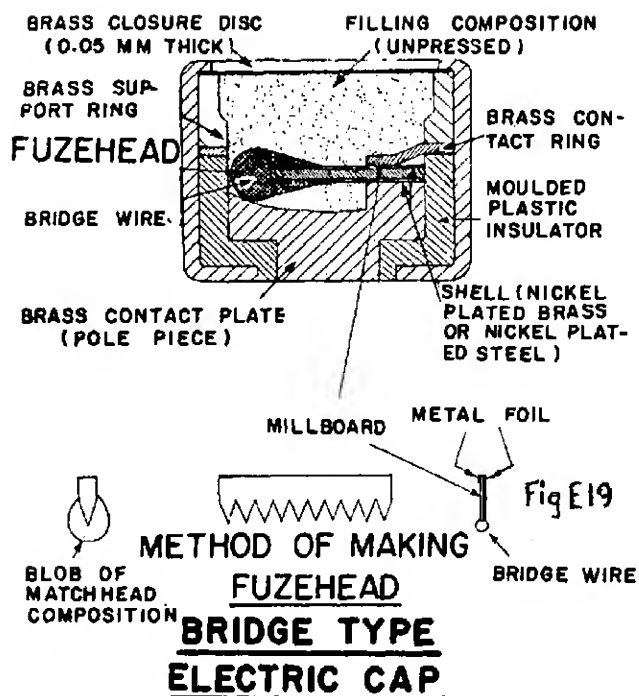 BRASS CLOSURE DISC
(0.05 MM THICK)
FILLING COMPOSITION
(UNPRESSED)
BRASS SUP-
PORT RING
BRASS CON-
TACT RING
FUZEHEAD
BRIDGE WIRE
MOULDED
PLASTIC
INSULATOR
BRASS CONTACT PLATE
(POLE PIECE)
SHELL (NICKEL
PLATED BRASS
OR NICKEL PLAT-
ED STEEL)
MILLBOARD
METAL FOIL
Fig E19
BRIDGE WIRE
BLOB OF
MATCHHEAD
COMPOSITION
METHOD OF MAKING
FUZEHEAD
BRIDGE TYPE
ELECTRIC CAP